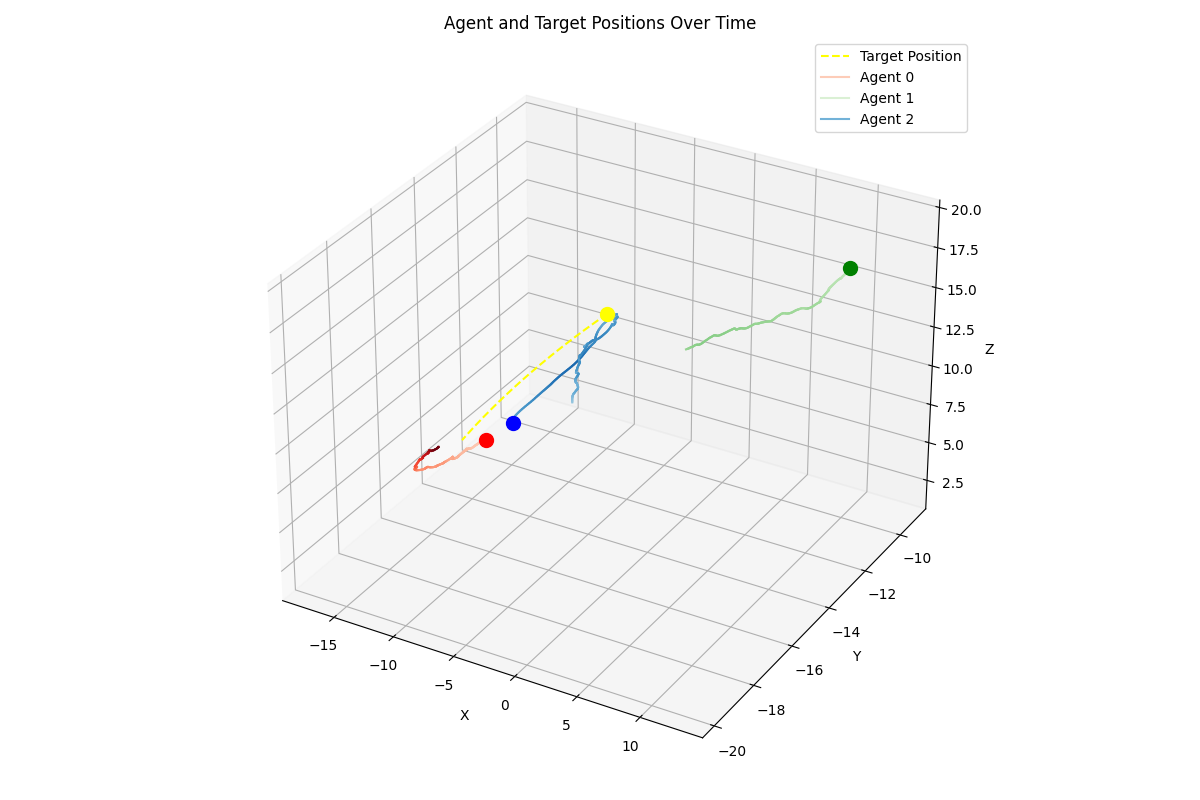 Agent and Target Positions Over Time
Target Position
Agent 0
Agent 1
Agent 2
20.0
17.5
15.0
12.5
10.0
7.5
5.0
2.5
Z
−10
−12
−14
−16
−18
−20
Y
−15
−10
−5
0
5
10
X